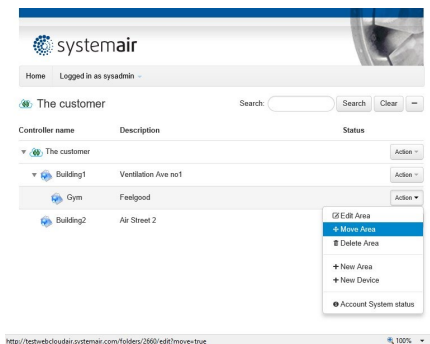 systemair
Home Logged in as sysadmin
The customer Search: Search Clear
Controller name Description Status
The customer Action
Building1 Ventilation Ave no1 Action
Gym Feelgood Action
Building2 Air Street 2
Edit Area
Move Area
Delete Area
+ New Area
+ New Device
Account System status
http://testwebcloudair.systemair.com/folders/2660/edit?move=true 100%